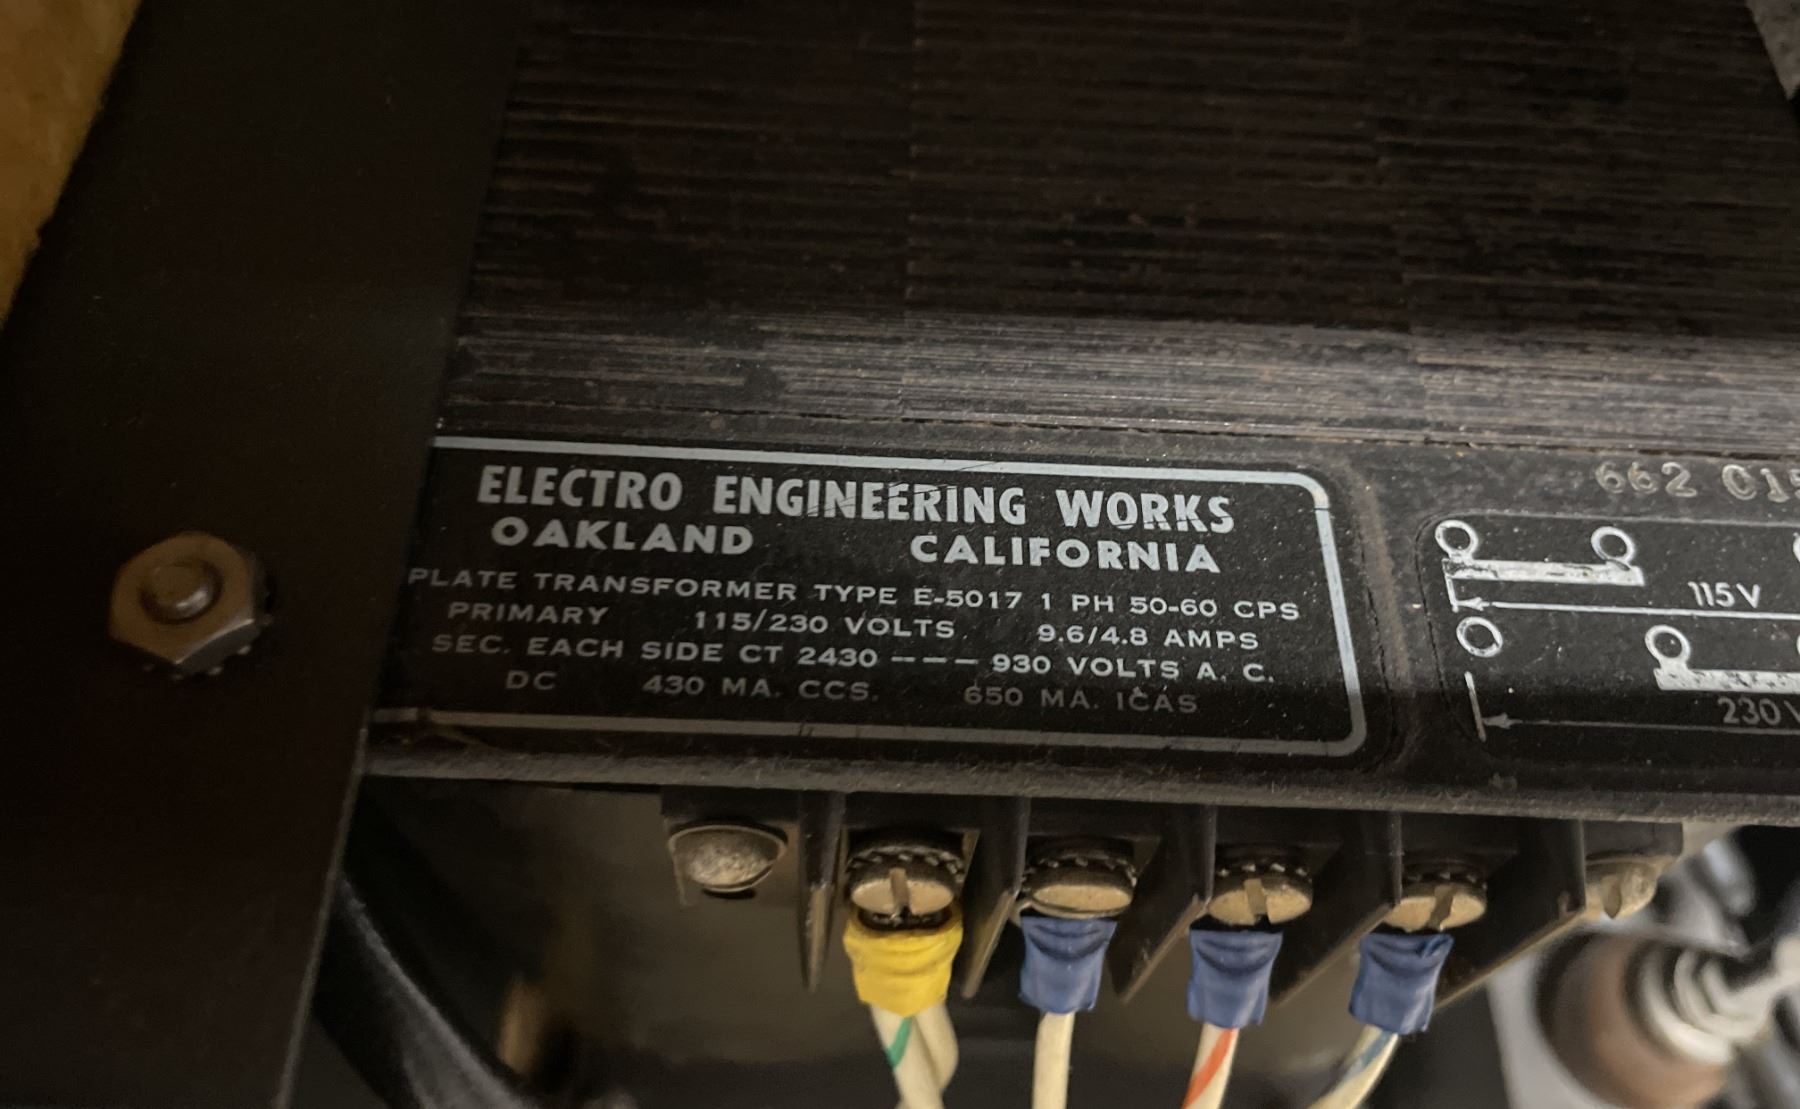 ELECTRO ENGINEERING WORKS
OAKLAND CALIFORNIA
PLATE TRANSFORMER TYPE E-5017 1 PH 50-60 CPS
PRIMARY 115/230 VOLTS 9.6/4.8 AMPS
SEC. EACH SIDE CT 2430 --- 930 VOLTS A. C.
DC 430 MA. CCS. 650 MA. ICAS
662
115V
230V